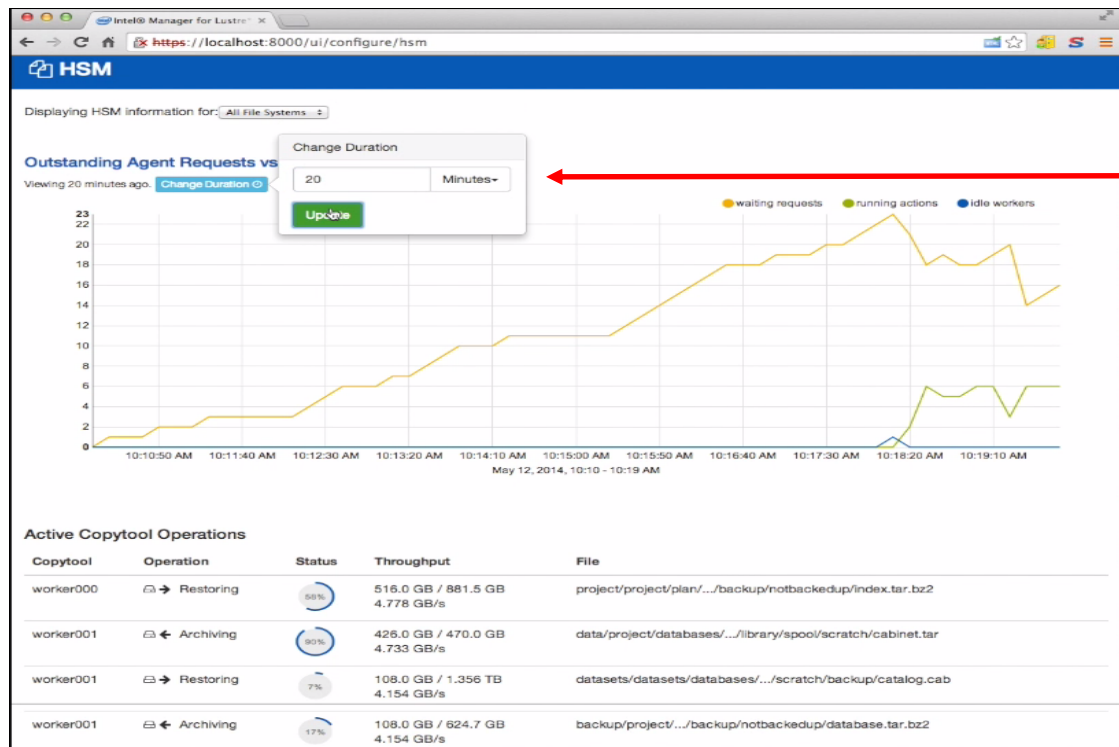 Intel® Manager for Lustre*
https://localhost:8000/ui/configure/hsm
HSM
Displaying HSM information for: All File Systems
Change Duration
Outstanding Agent Requests vs
Viewing 20 minutes ago. Change Duration
20 Minutes
Update
waiting requests running actions idle workers
23
22
20
18
16
14
12
10
8
6
4
2
0
10:10:50 AM 10:11:40 AM 10:12:30 AM 10:13:20 AM 10:14:10 AM 10:15:00 AM 10:15:50 AM 10:16:40 AM 10:17:30 AM 10:18:20 AM 10:19:10 AM
May 12, 2014, 10:10 - 10:19 AM
Active Copytool Operations
Copytool Operation Status Throughput File
worker000 Restoring 58% 516.0 GB / 881.5 GB project/project/plan/.../backup/notbackedup/index.tar.bz2
4.778 GB/s
worker001 Archiving 90% 426.0 GB / 470.0 GB data/project/databases/.../library/spool/scratch/cabinet.tar
4.733 GB/s
worker001 Restoring 7% 108.0 GB / 1.356 TB datasets/datasets/databases/.../scratch/backup/catalog.cab
4.154 GB/s
worker001 Archiving 17% 108.0 GB / 624.7 GB backup/project/.../backup/notbackedup/database.tar.bz2
4.154 GB/s